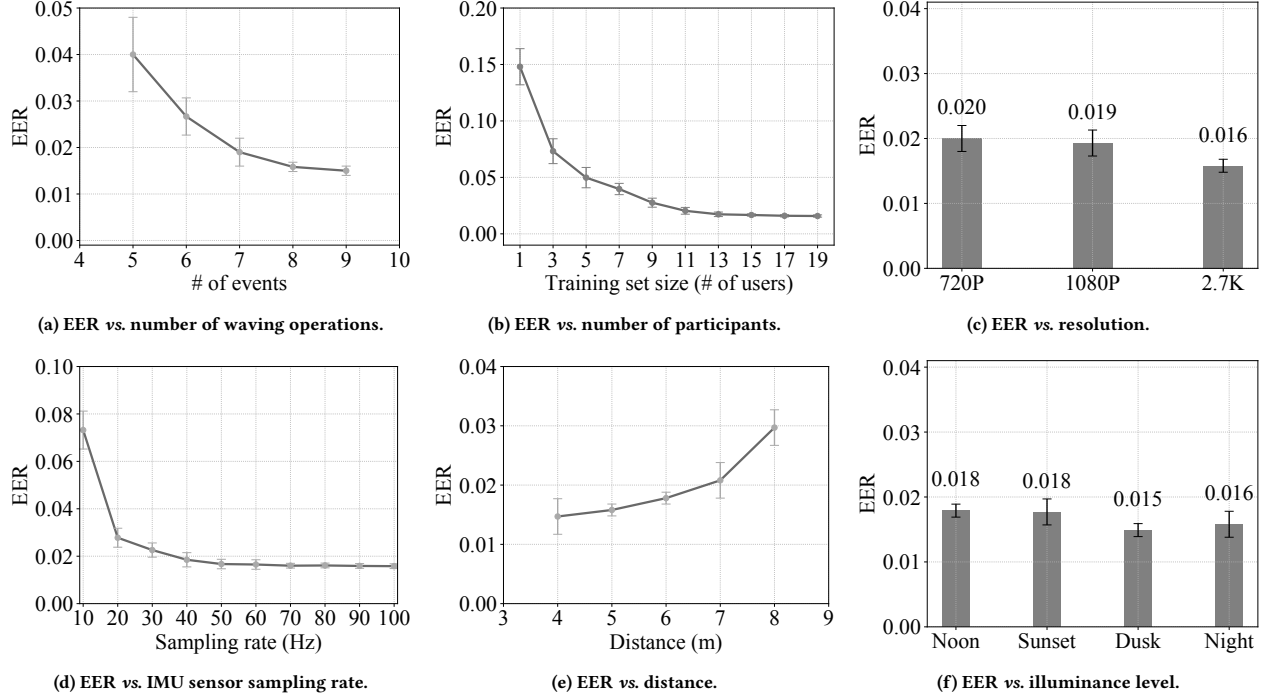 0.05
0.04
0.03
0.02
0.01
0.00
EER
4 5 6 7 8 9 10
# of events
(a) EER vs. number of waving operations.
0.20
0.15
0.10
0.05
0.00
EER
1 3 5 7 9 11 13 15 17 19
Training set size (# of users)
(b) EER vs. number of participants.
0.04
0.03
0.02
0.01
0.00
EER
0.020 0.019 0.016
720P 1080P 2.7K
(c) EER vs. resolution.
0.10
0.08
0.06
0.04
0.02
0.00
EER
10 20 30 40 50 60 70 80 90 100
Sampling rate (Hz)
(d) EER vs. IMU sensor sampling rate.
0.04
0.03
0.02
0.01
0.00
EER
3 4 5 6 7 8 9
Distance (m)
(e) EER vs. distance.
0.04
0.03
0.02
0.01
0.00
EER
0.018 0.018 0.015 0.016
Noon Sunset Dusk Night
(f) EER vs. illuminance level.